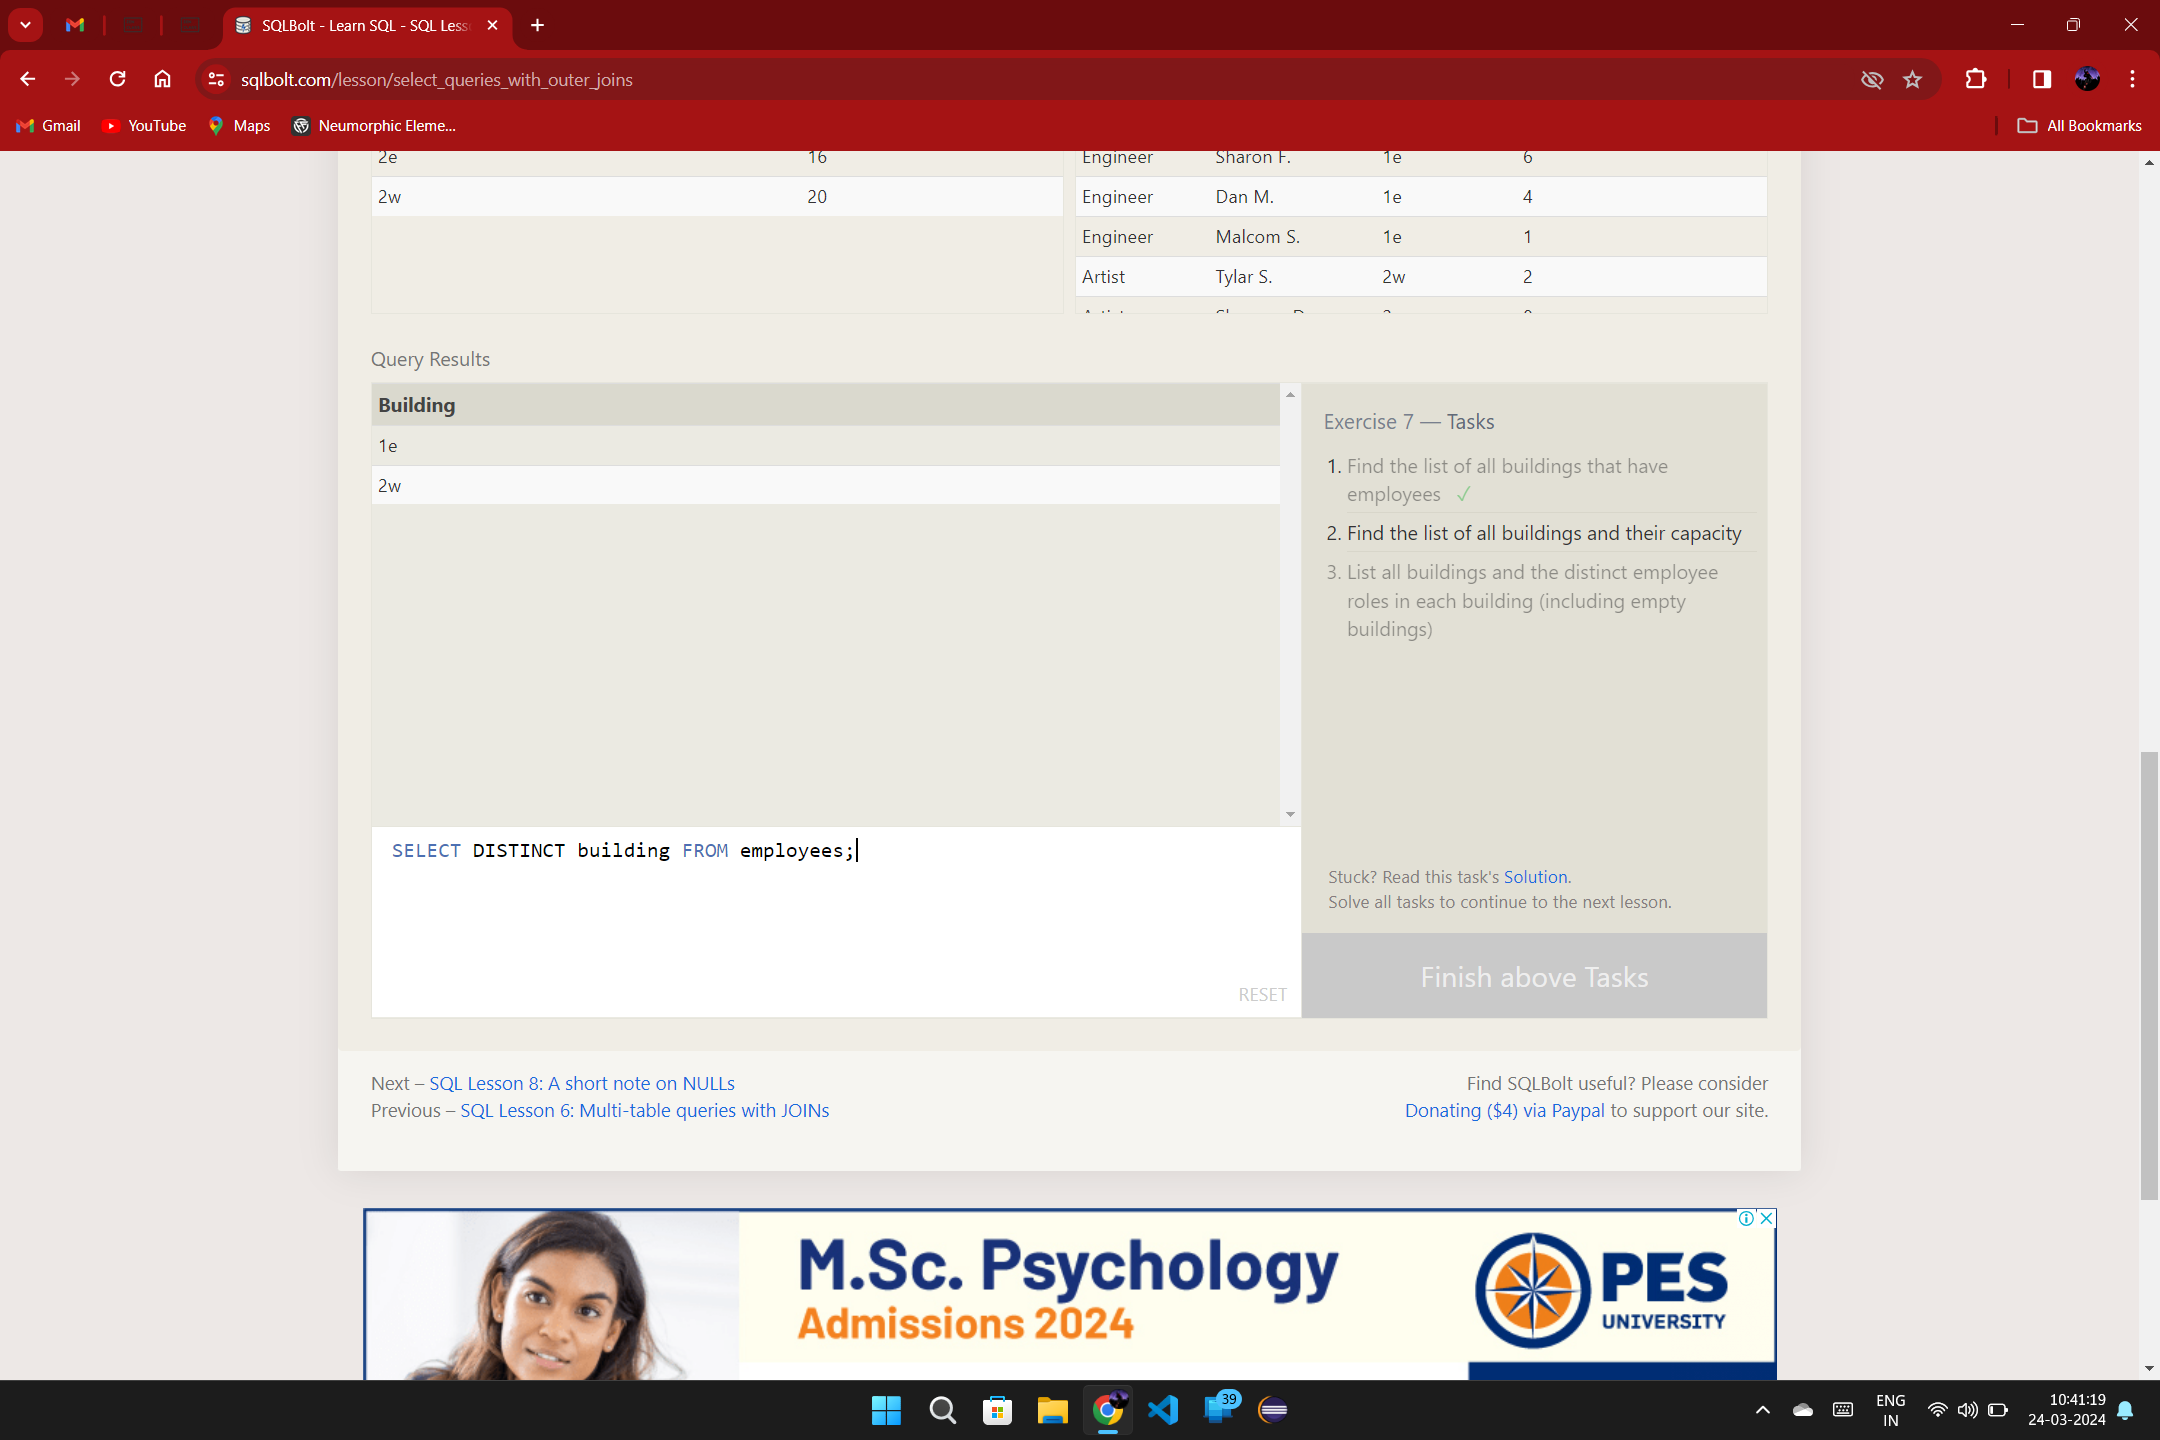 SQLBolt - Learn SQL - SQL Less
sqlbolt.com/lesson/select_queries_with_outer_joins
Gmail YouTube Maps Neumorphic Eleme... All Bookmarks
2e 16
2w 20
Engineer Sharon F. 1e 6
Engineer Dan M. 1e 4
Engineer Malcom S. 1e 1
Artist Tylar S. 2w 2
Query Results
Building
1e
2w
Exercise 7 — Tasks
1. Find the list of all buildings that have
employees ✓
2. Find the list of all buildings and their capacity
3. List all buildings and the distinct employee
roles in each building (including empty
buildings)
SELECT DISTINCT building FROM employees;
RESET
Stuck? Read this task's Solution.
Solve all tasks to continue to the next lesson.
Finish above Tasks
Next – SQL Lesson 8: A short note on NULLs
Previous – SQL Lesson 6: Multi-table queries with JOINs
Find SQLBolt useful? Please consider
Donating ($4) via Paypal to support our site.
M.Sc. Psychology
Admissions 2024
PES
UNIVERSITY
39
ENG
IN
10:41:19
24-03-2024